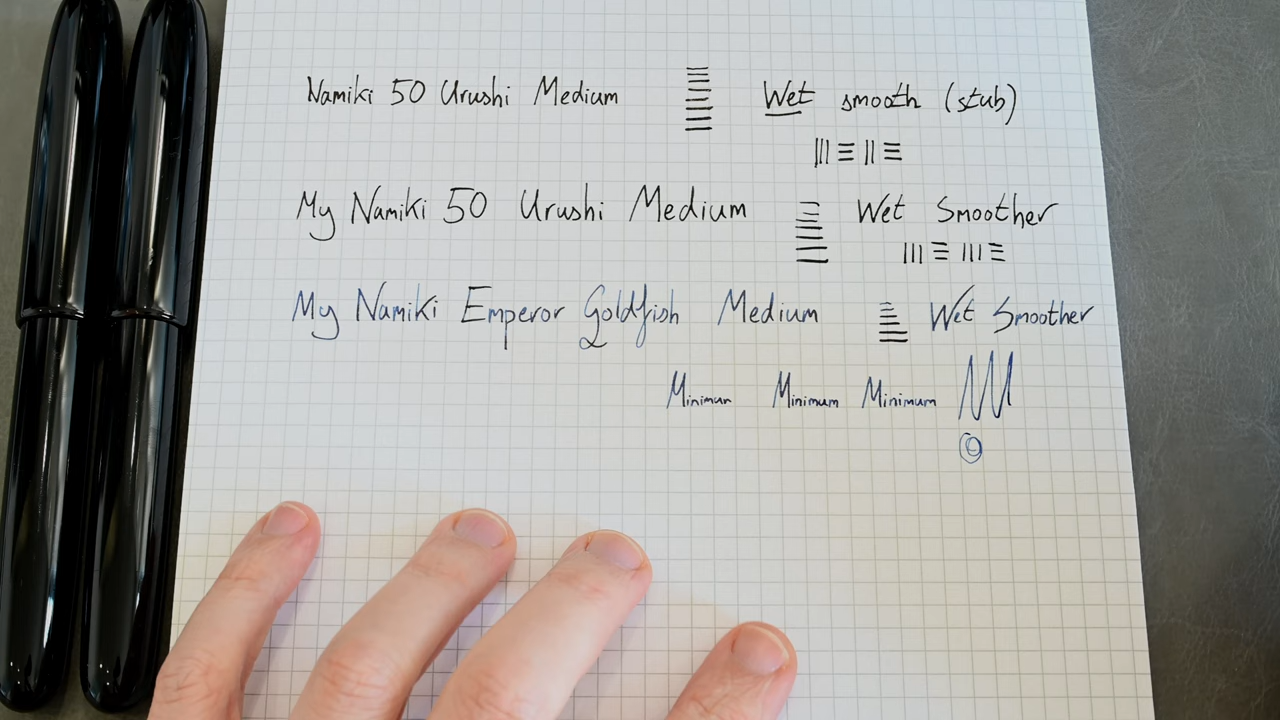 Namiki 50 Urushi Medium Wet smooth (stub)
My Namiki 50 Urushi Medium Wet Smoother
My Namiki Emperor Goldfish Medium Wet Smoother
Minimun Minimum Minimum